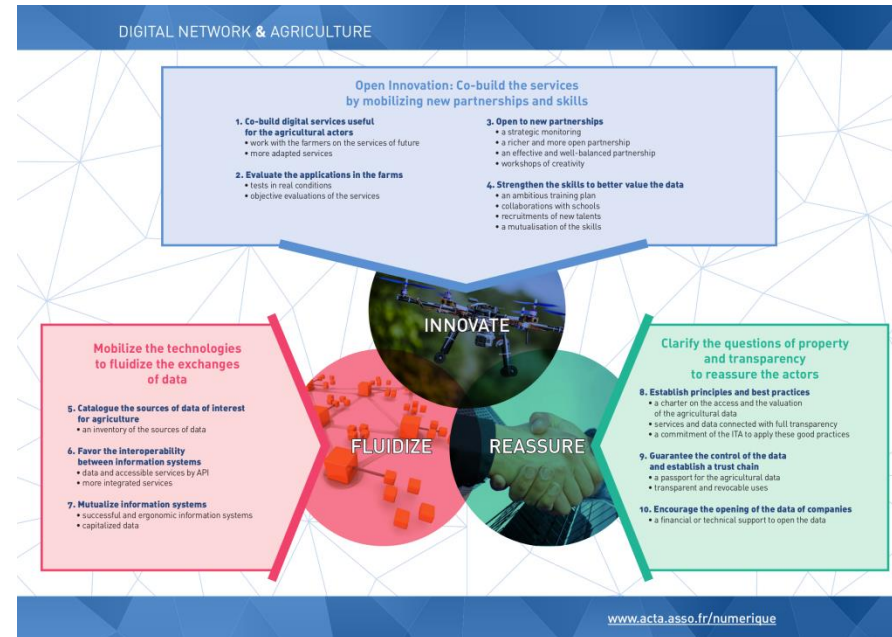 DIGITAL NETWORK & AGRICULTURE
Open Innovation: Co-build the services
by mobilizing new partnerships and skills
1. Co-build digital services useful
for the agricultural actors
• work with the farmers on the services of future
• more adapted services
2. Evaluate the applications in the farms
• tests in real conditions
• objective evaluations of the services
3. Open to new partnerships
• a strategic monitoring
• a richer and more open partnership
• an effective and well-balanced partnership
• workshops of creativity
4. Strengthen the skills to better value the data
• an ambitious training plan
• collaborations with schools
• recruitments of new talents
• a mutualisation of the skills
INNOVATE
Mobilize the technologies
to fluidize the exchanges
of data
5. Catalogue the sources of data of interest
for agriculture
• an inventory of the sources of data
6. Favor the interoperability
between information systems
• data and accessible services by API
• more integrated services
7. Mutualize information systems
• successful and ergonomic information systems
• capitalized data
FLUIDIZE
REASSURE
Clarify the questions of property
and transparency
to reassure the actors
8. Establish principles and best practices
• a charter on the access and the valuation
of the agricultural data
• services and data connected with full transparency
• a commitment of the ITA to apply these good practices
9. Guarantee the control of the data
and establish a trust chain
• a passport for the agricultural data
• transparent and revocable uses
10. Encourage the opening of the data of companies
• a financial or technical support to open the data
www.acta.asso.fr/numerique